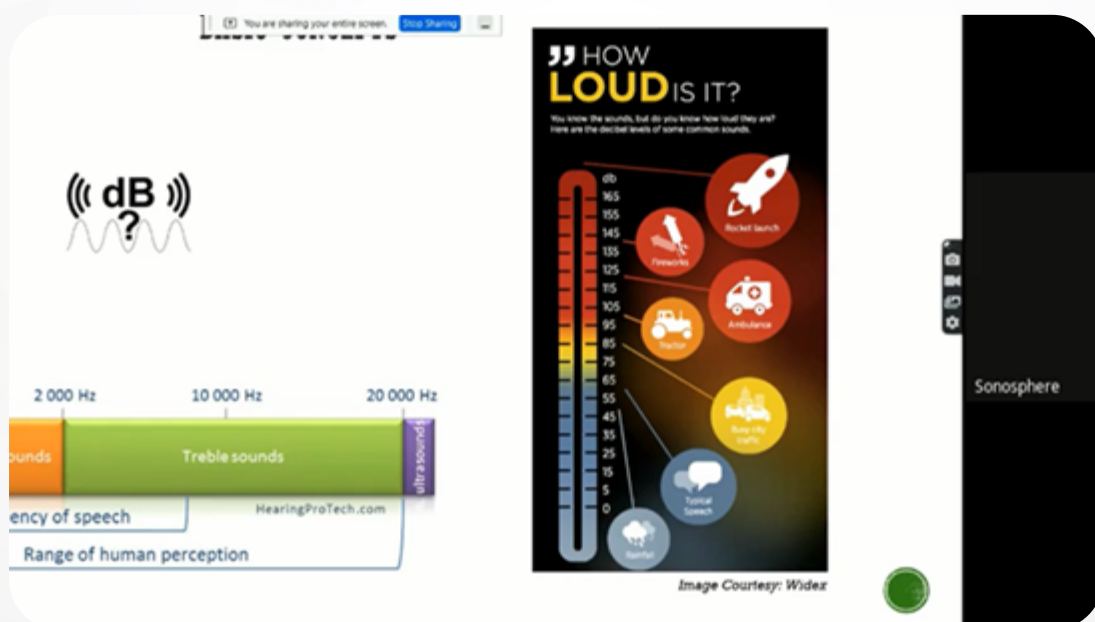 You are sharing your entire screen.
Stop Sharing
dB
?
2 000 Hz
10 000 Hz
20 000 Hz
ounds
Treble sounds
ultrasounds
HearingProTech.com
ency of speech
Range of human perception
HOW
LOUD IS IT?
You know the sounds, but do you know how loud they are?
Here are the decibel levels of some common sounds.
db
165
155
145
135
125
115
105
95
85
75
65
55
45
35
25
15
5
0
Rocket launch
Fireworks
Ambulance
Tractor
Busy city
traffic
Typical
Speech
Rainfall
Image Courtesy: Widex
Sonosphere